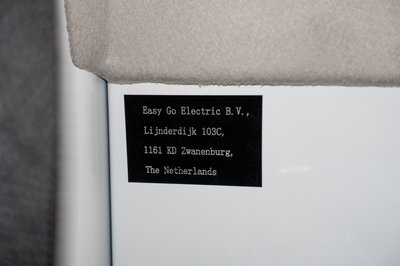 Easy Go Electric B.V.,
Lijnderdijk 103C,
1161 KD Zwanenburg,
The Netherlands